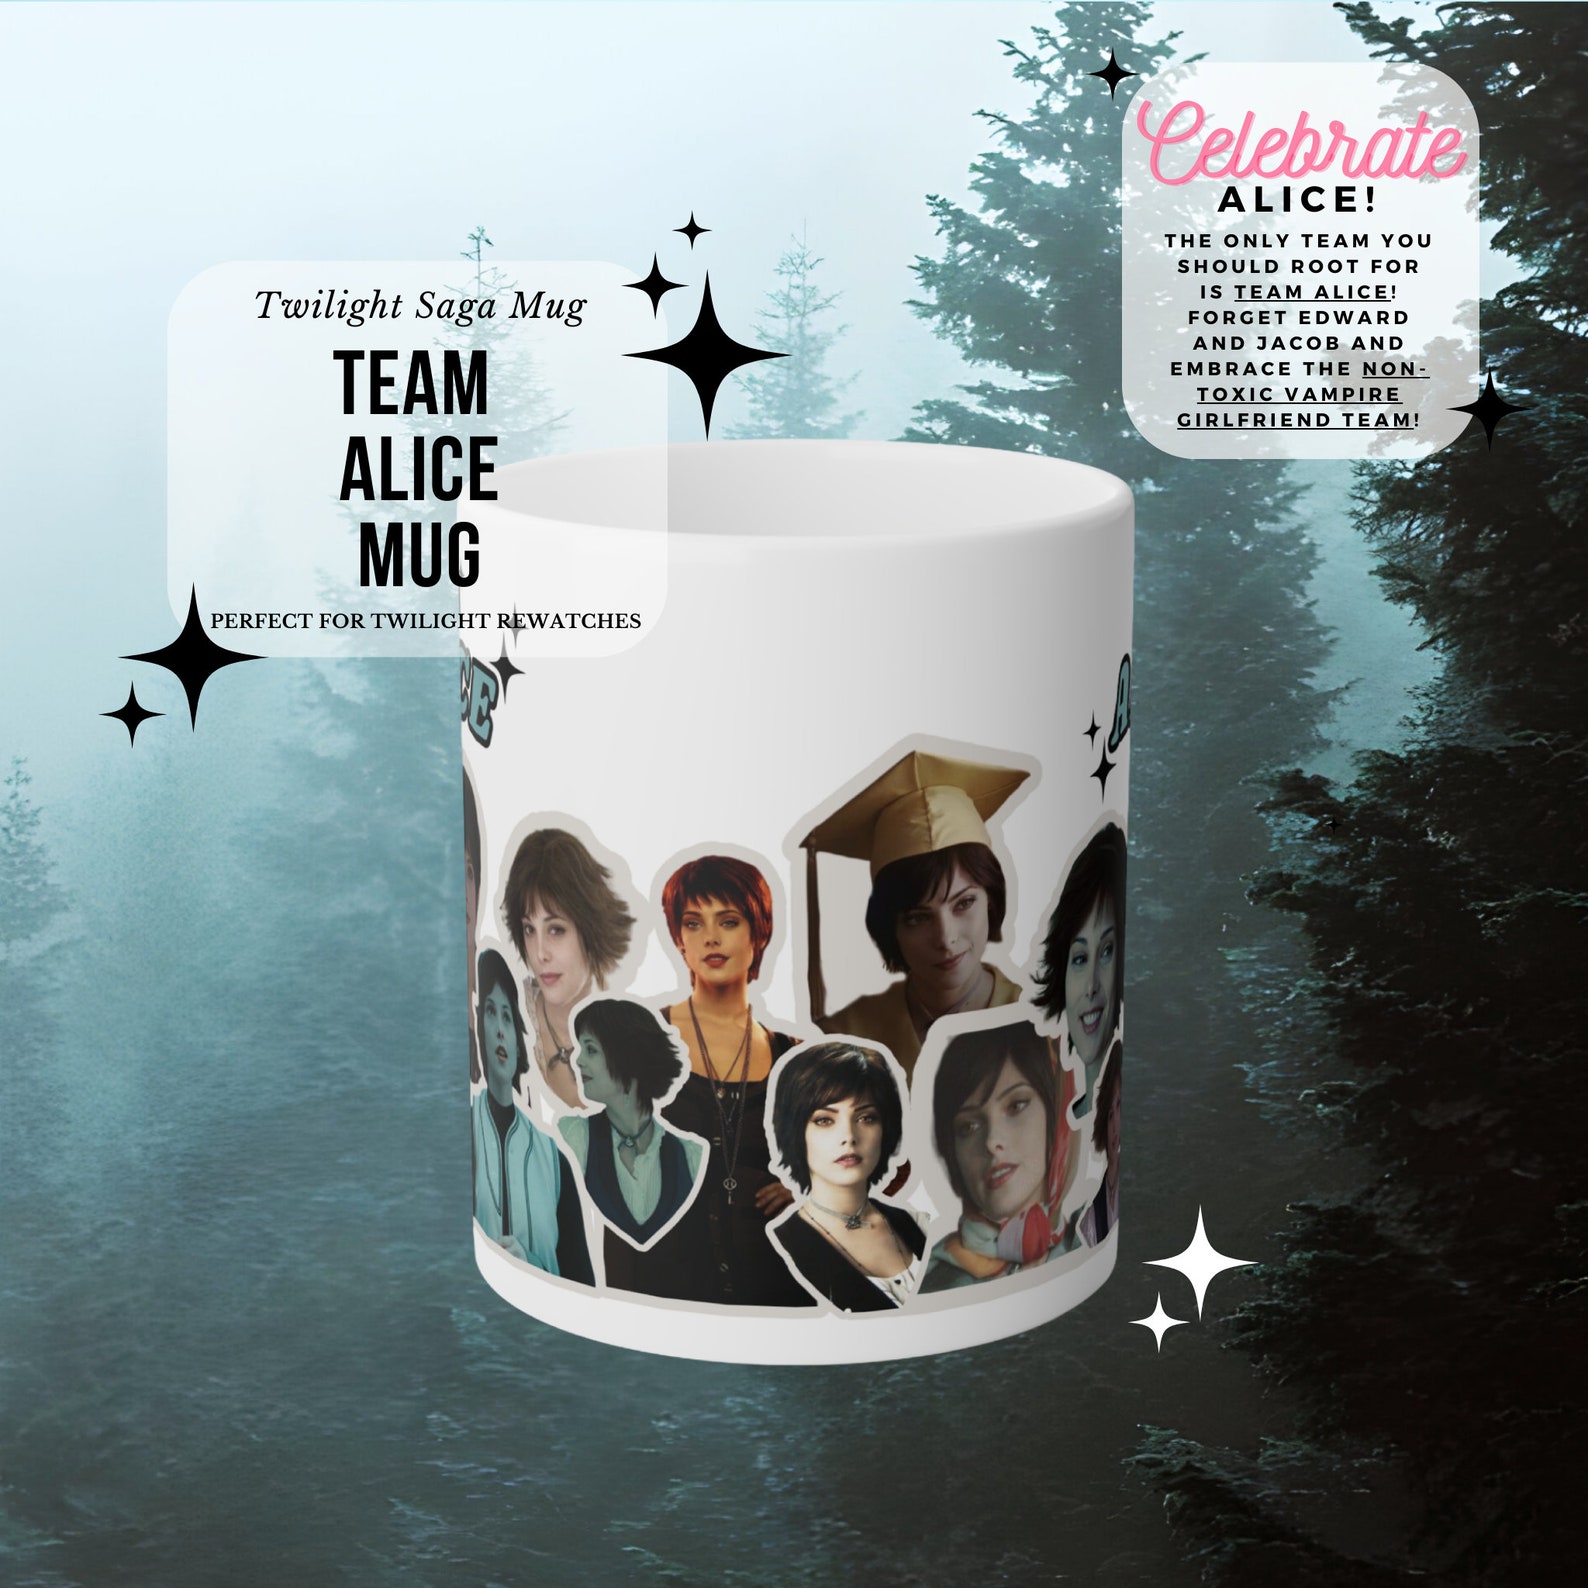 Celebrate
ALICE!
THE ONLY TEAM YOU
SHOULD ROOT FOR
IS TEAM ALICE!
FORGET EDWARD
AND JACOB AND
EMBRACE THE NON-
TOXIC VAMPIRE
GIRLFRIEND TEAM!
Twilight Saga Mug
TEAM
ALICE
MUG
PERFECT FOR TWILIGHT REWATCHES